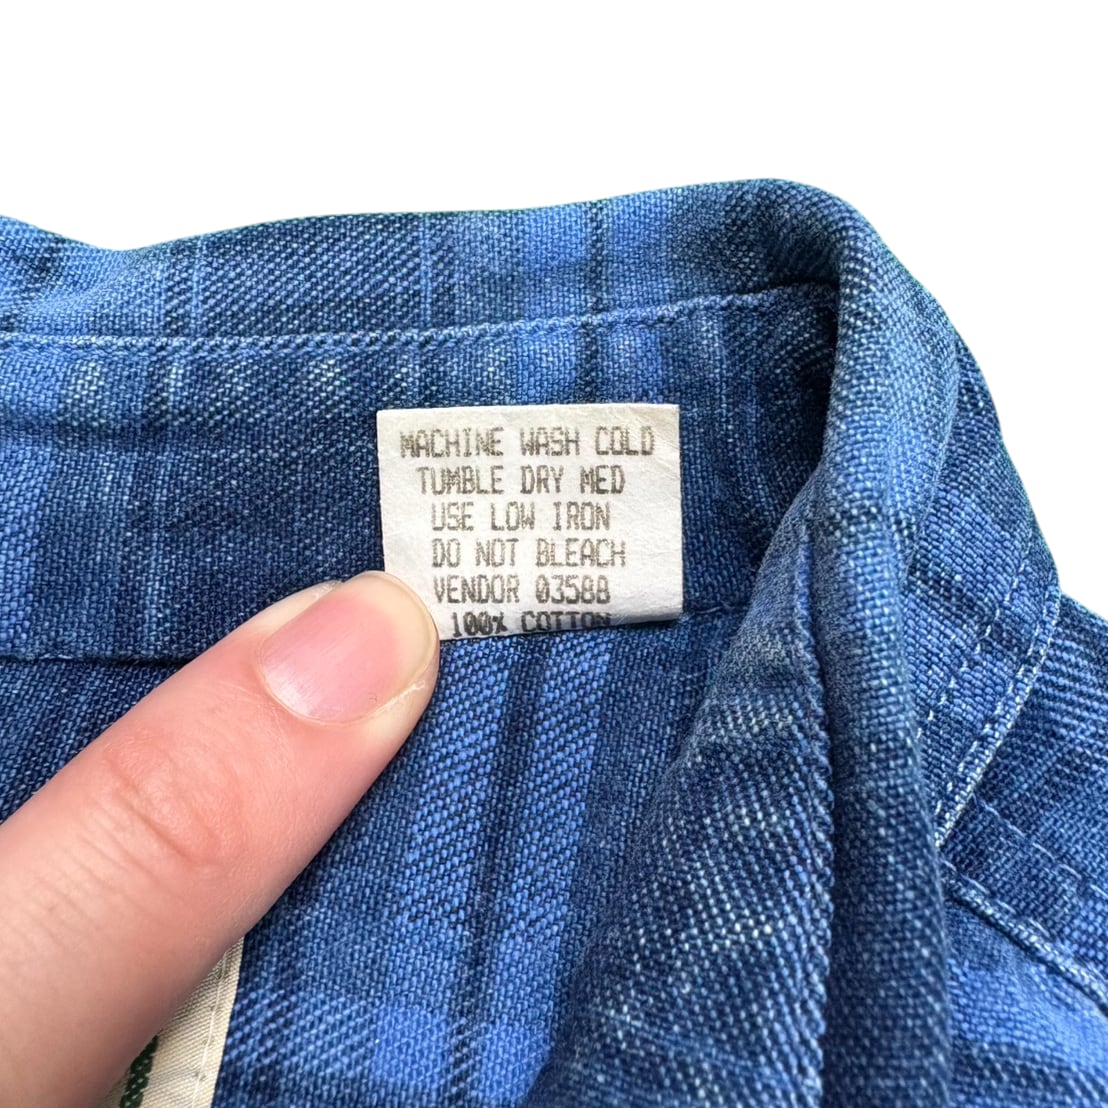 MACHINE WASH COLD
TUMBLE DRY MED
USE LOW IRON
DO NOT BLEACH
VENDOR 03588
100% COTTON